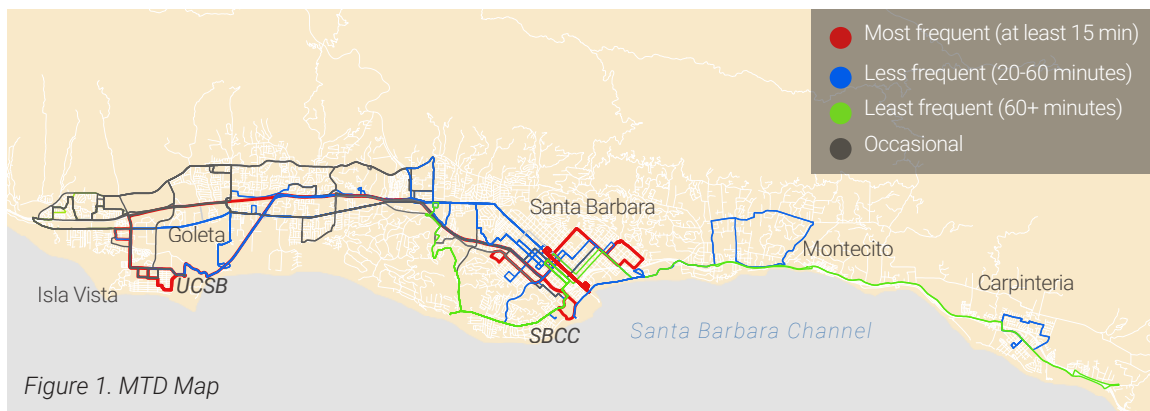 Most frequent (at least 15 min)
Less frequent (20-60 minutes)
Least frequent (60+ minutes)
Occasional
Santa Barbara
Goleta
Montecito
UCSB
Isla Vista
Carpinteria
SBCC
Santa Barbara Channel
Figure 1. MTD Map